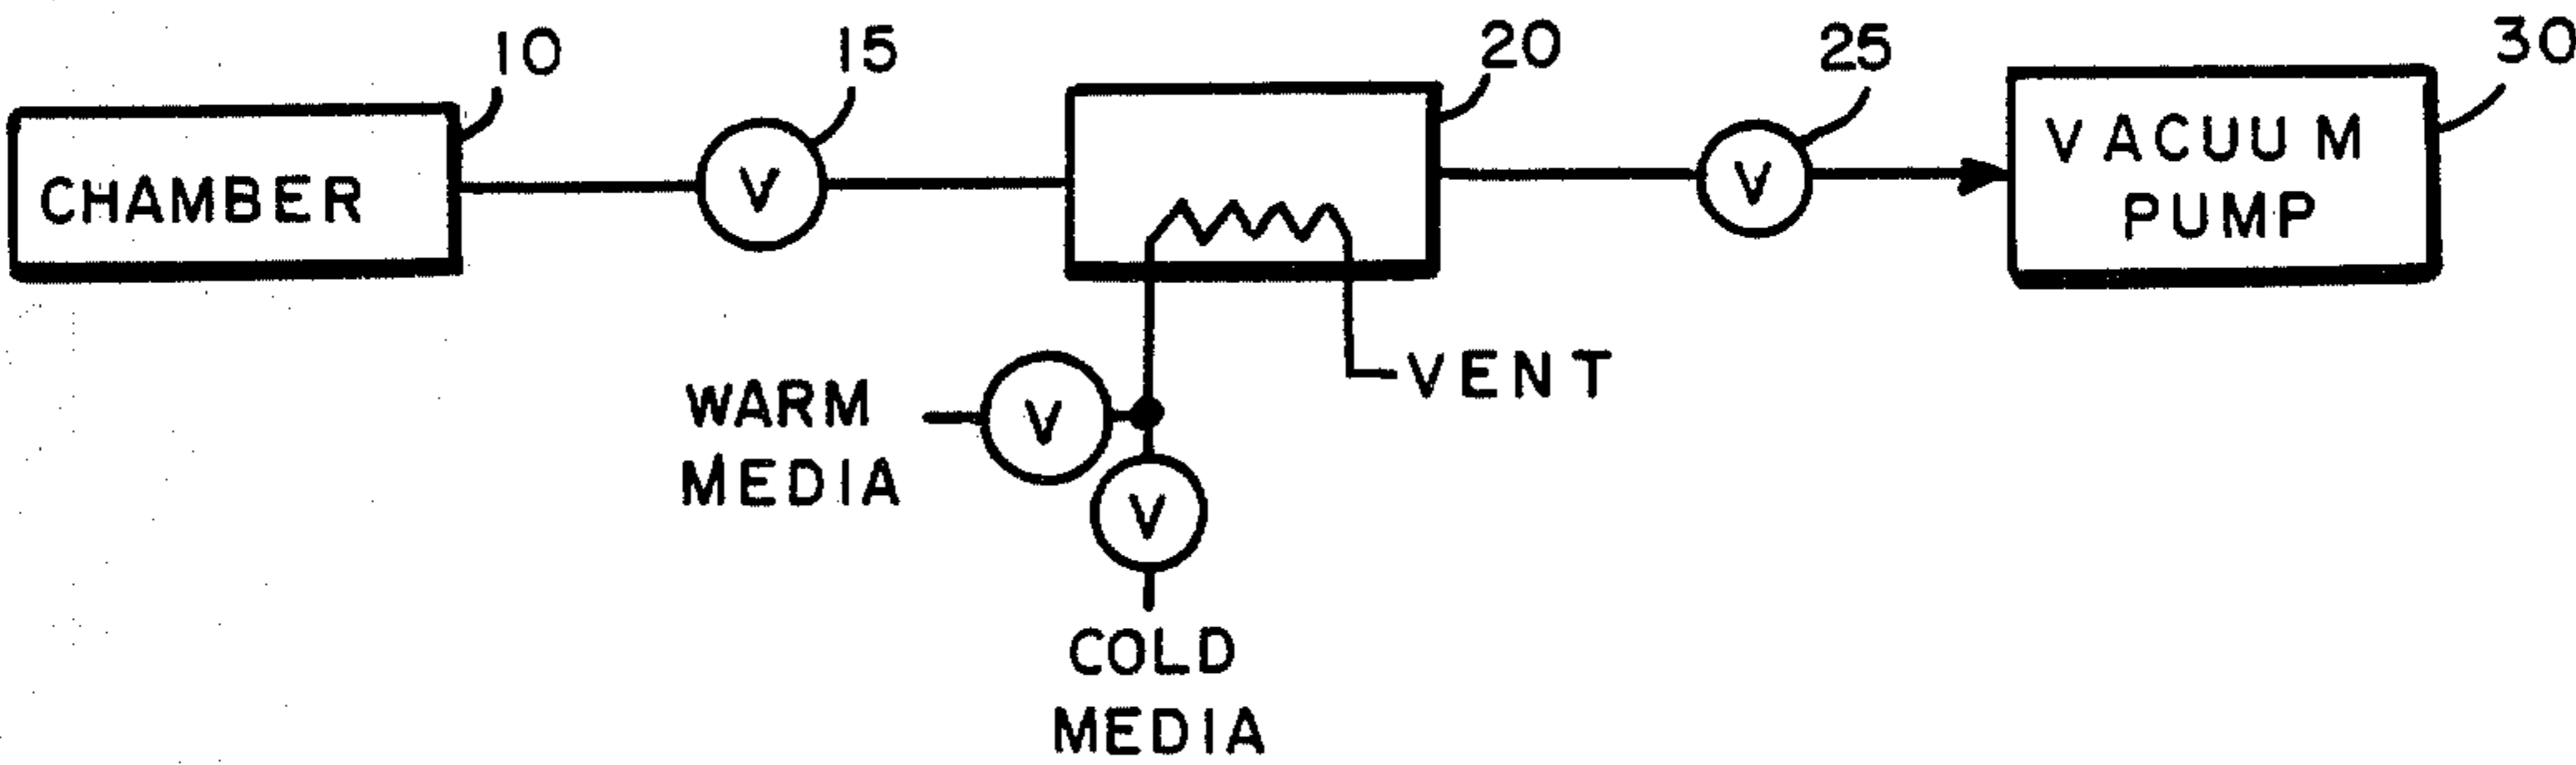 10
15
20
25
30
CHAMBER
V
V
VACUUM
PUMP
VENT
WARM
MEDIA
V
V
COLD
MEDIA